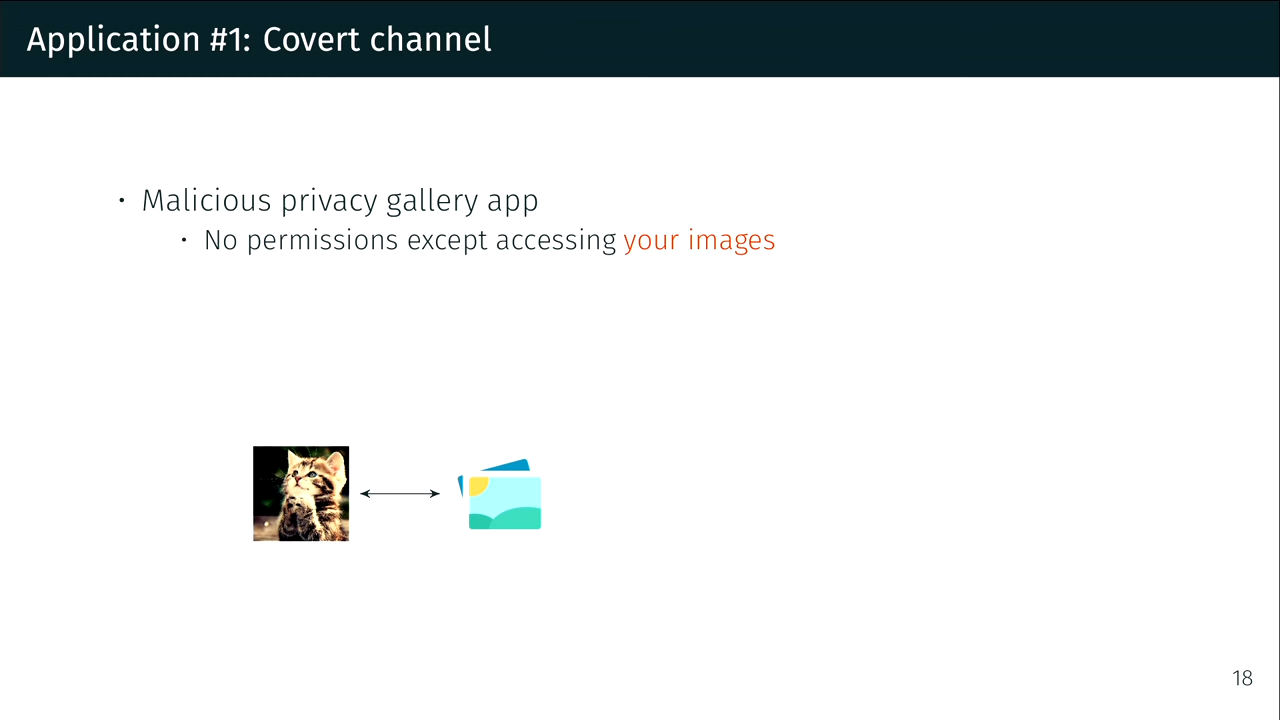 Application #1: Covert channel
• Malicious privacy gallery app
• No permissions except accessing your images
18